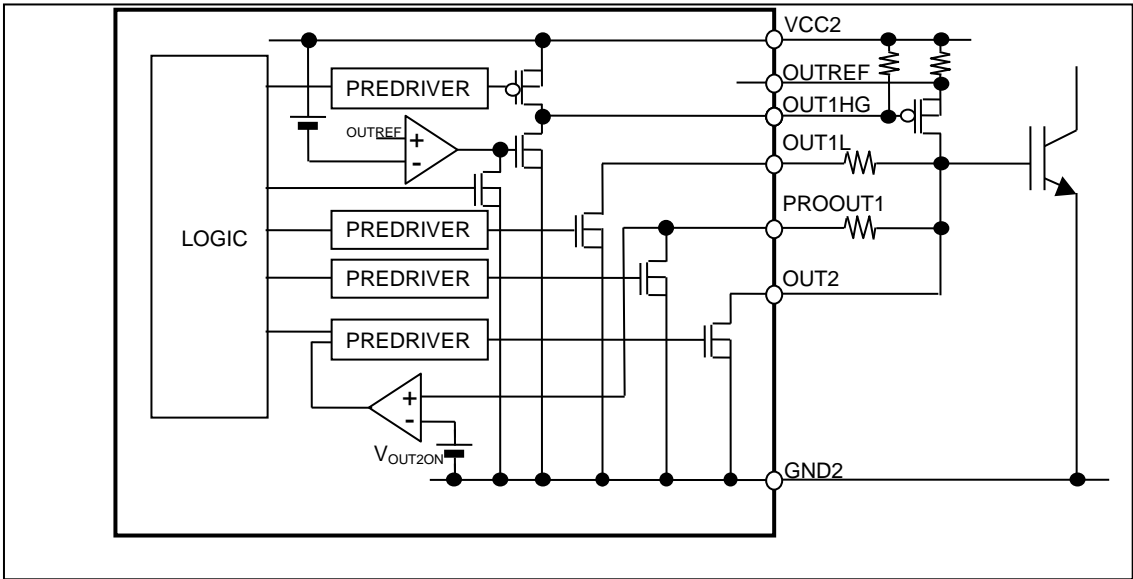 VCC2
OUTREF
PREDRIVER
OUT1HG
OUTREF
+
-
OUT1L
PROOUT1
LOGIC
PREDRIVER
PREDRIVER
OUT2
PREDRIVER
+
-
VOUT2ON
GND2